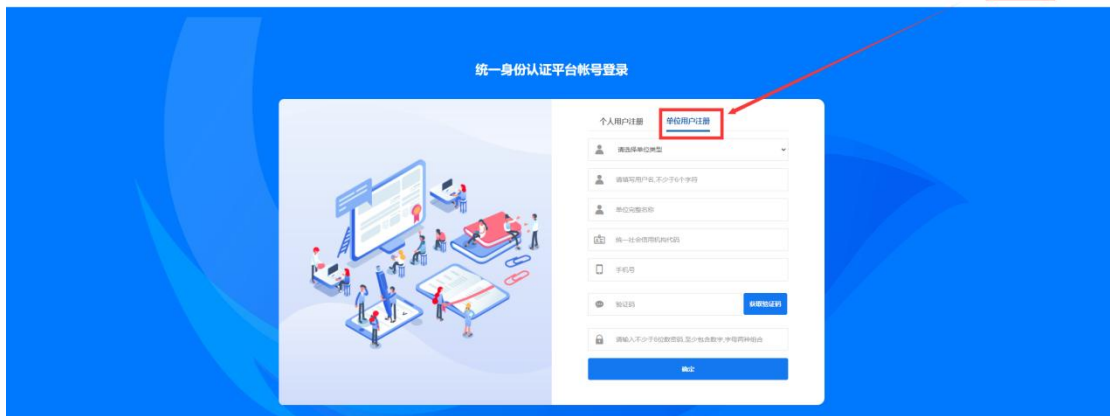 统一身份认证平台帐号登录
个人用户注册 单位用户注册
请选择单位类型
请填写用户名,不少于6个字符
单位完整名称
统一社会信用机构代码
手机号
验证码 获取验证码
请输入不少于8位数密码,至少包含数字,字母两种组合
确定